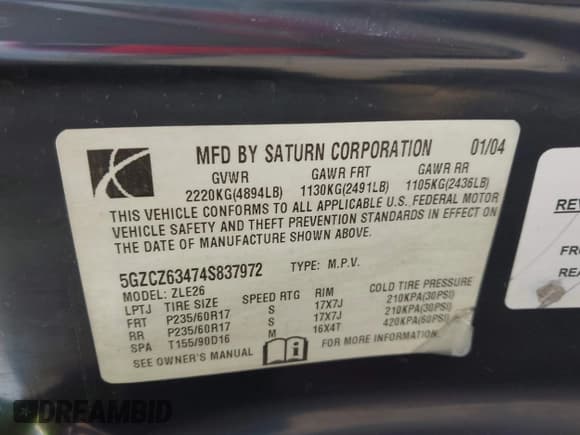 MFD BY SATURN CORPORATION 01/04
GVWR GAWR FRT GAWR RR
2220KG(4894LB) 1130KG(2491LB) 1105KG(2436LB)
THIS VEHICLE CONFORMS TO ALL APPLICABLE U.S. FEDERAL MOTOR
VEHICLE SAFETY AND THEFT PREVENTION STANDARDS IN EFFECT ON
THE DATE OF MANUFACTURE SHOWN ABOVE.
5GZCZ63474S837972 TYPE: M.P.V.
MODEL: ZLE26
LPTJ TIRE SIZE SPEED RTG RIM COLD TIRE PRESSURE
FRT P235/60R17 S 17X7J 210KPA(30PSI)
RR P235/60R17 S 17X7J 210KPA(30PSI)
SPA T155/90D16 M 16X4T 420KPA(60PSI)
SEE OWNER'S MANUAL i FOR MORE INFORMATION.
REV
FO
REA
DREAMBID